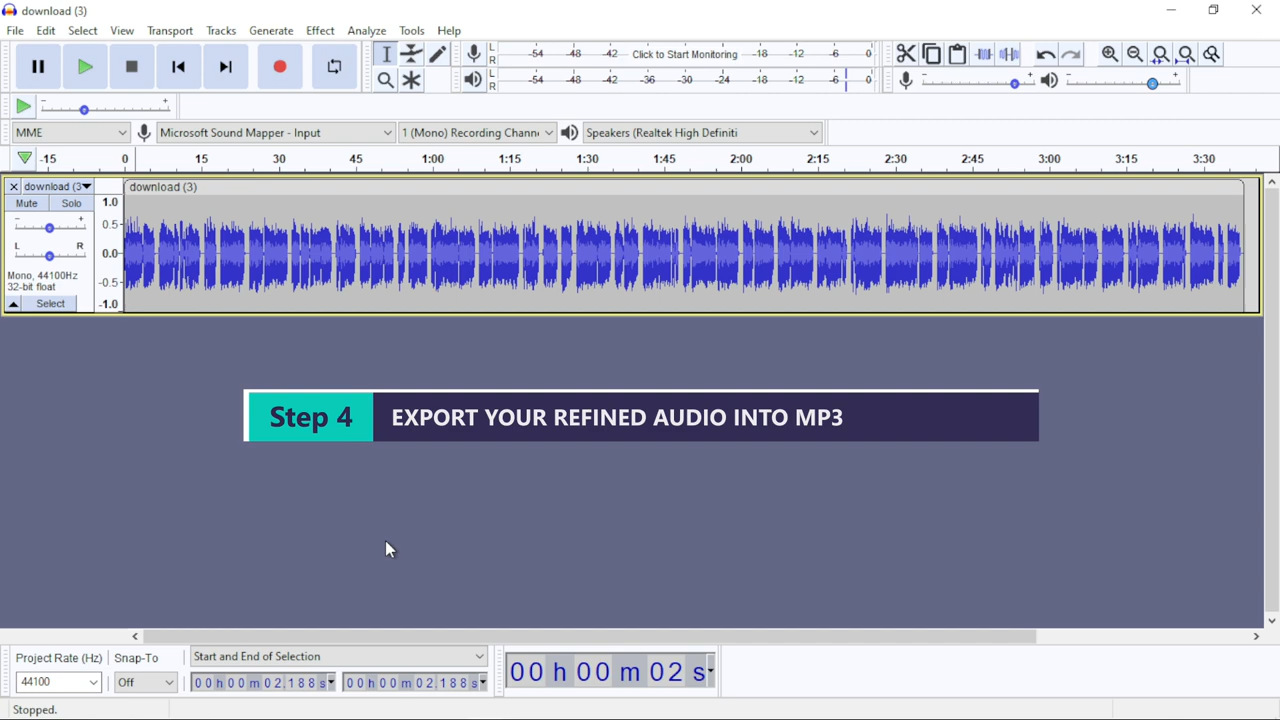 download (3)
File Edit Select View Transport Tracks Generate Effect Analyze Tools Help
L R -54 -48 -42 Click to Start Monitoring -18 -12 -6 0
L R -54 -48 -42 -36 -30 -24 -18 -12 -6 0
- +
- +
- +
MME Microsoft Sound Mapper - Input 1 (Mono) Recording Chann Speakers (Realtek High Definiti
-15 0 15 30 45 1:00 1:15 1:30 1:45 2:00 2:15 2:30 2:45 3:00 3:15 3:30
download (3 1.0 download (3)
Mute Solo
- + 0.5
L R 0.0
Mono, 44100Hz
32-bit float -0.5
Select -1.0
Step 4 EXPORT YOUR REFINED AUDIO INTO MP3
Project Rate (Hz) Snap-To Start and End of Selection
44100 Off 00 h 00 m 02.188 s 00 h 00 m 02.188 s
00 h 00 m 02 s
Stopped.